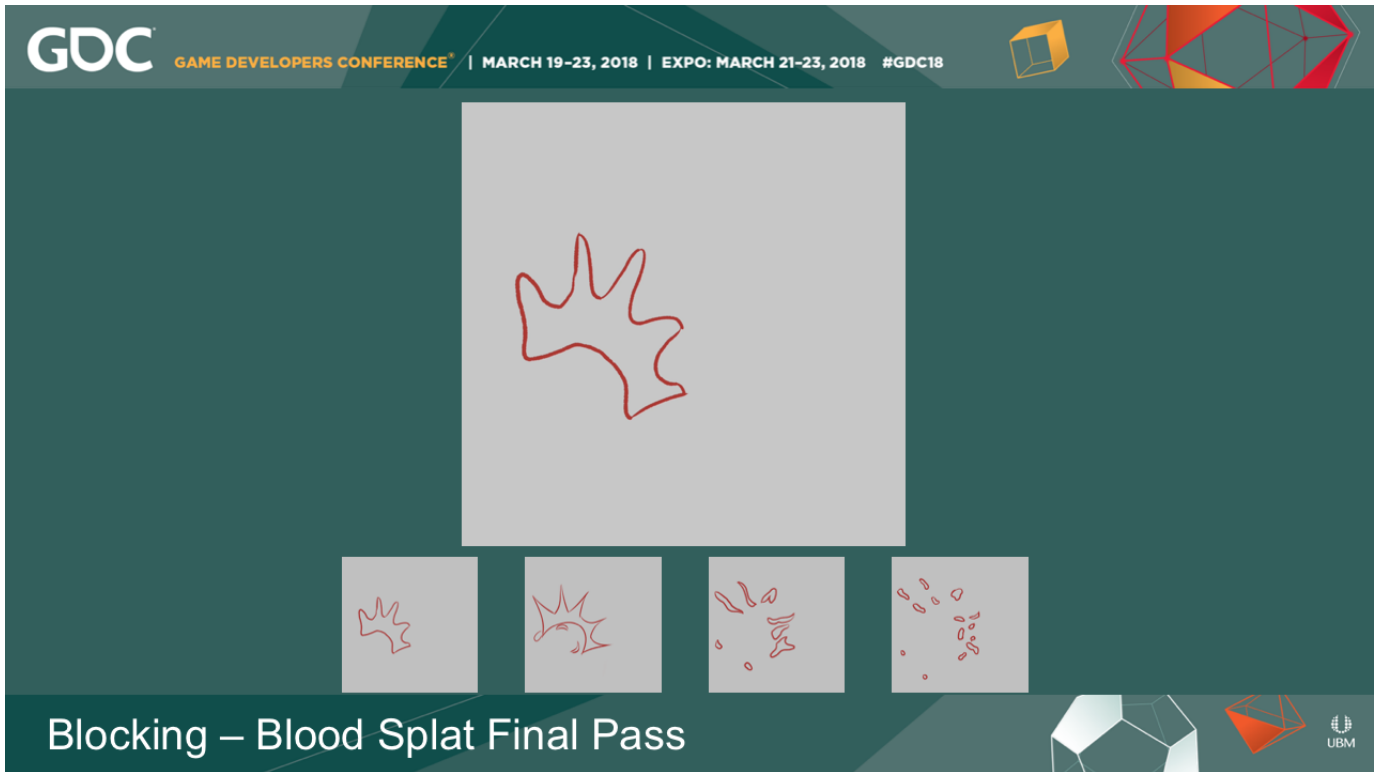 GDC
GAME DEVELOPERS CONFERENCE® | MARCH 19–23, 2018 | EXPO: MARCH 21–23, 2018 #GDC18
Blocking – Blood Splat Final Pass
UBM